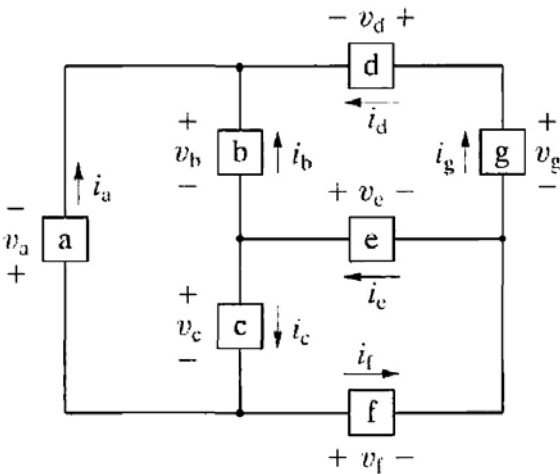 − v_d +
d
i_d
+ v_b −
b
i_b
i_g
g
+ v_g −
− v_a +
a
i_a
+ v_e −
e
i_e
+ v_c −
c
i_c
i_f
f
+ v_f −